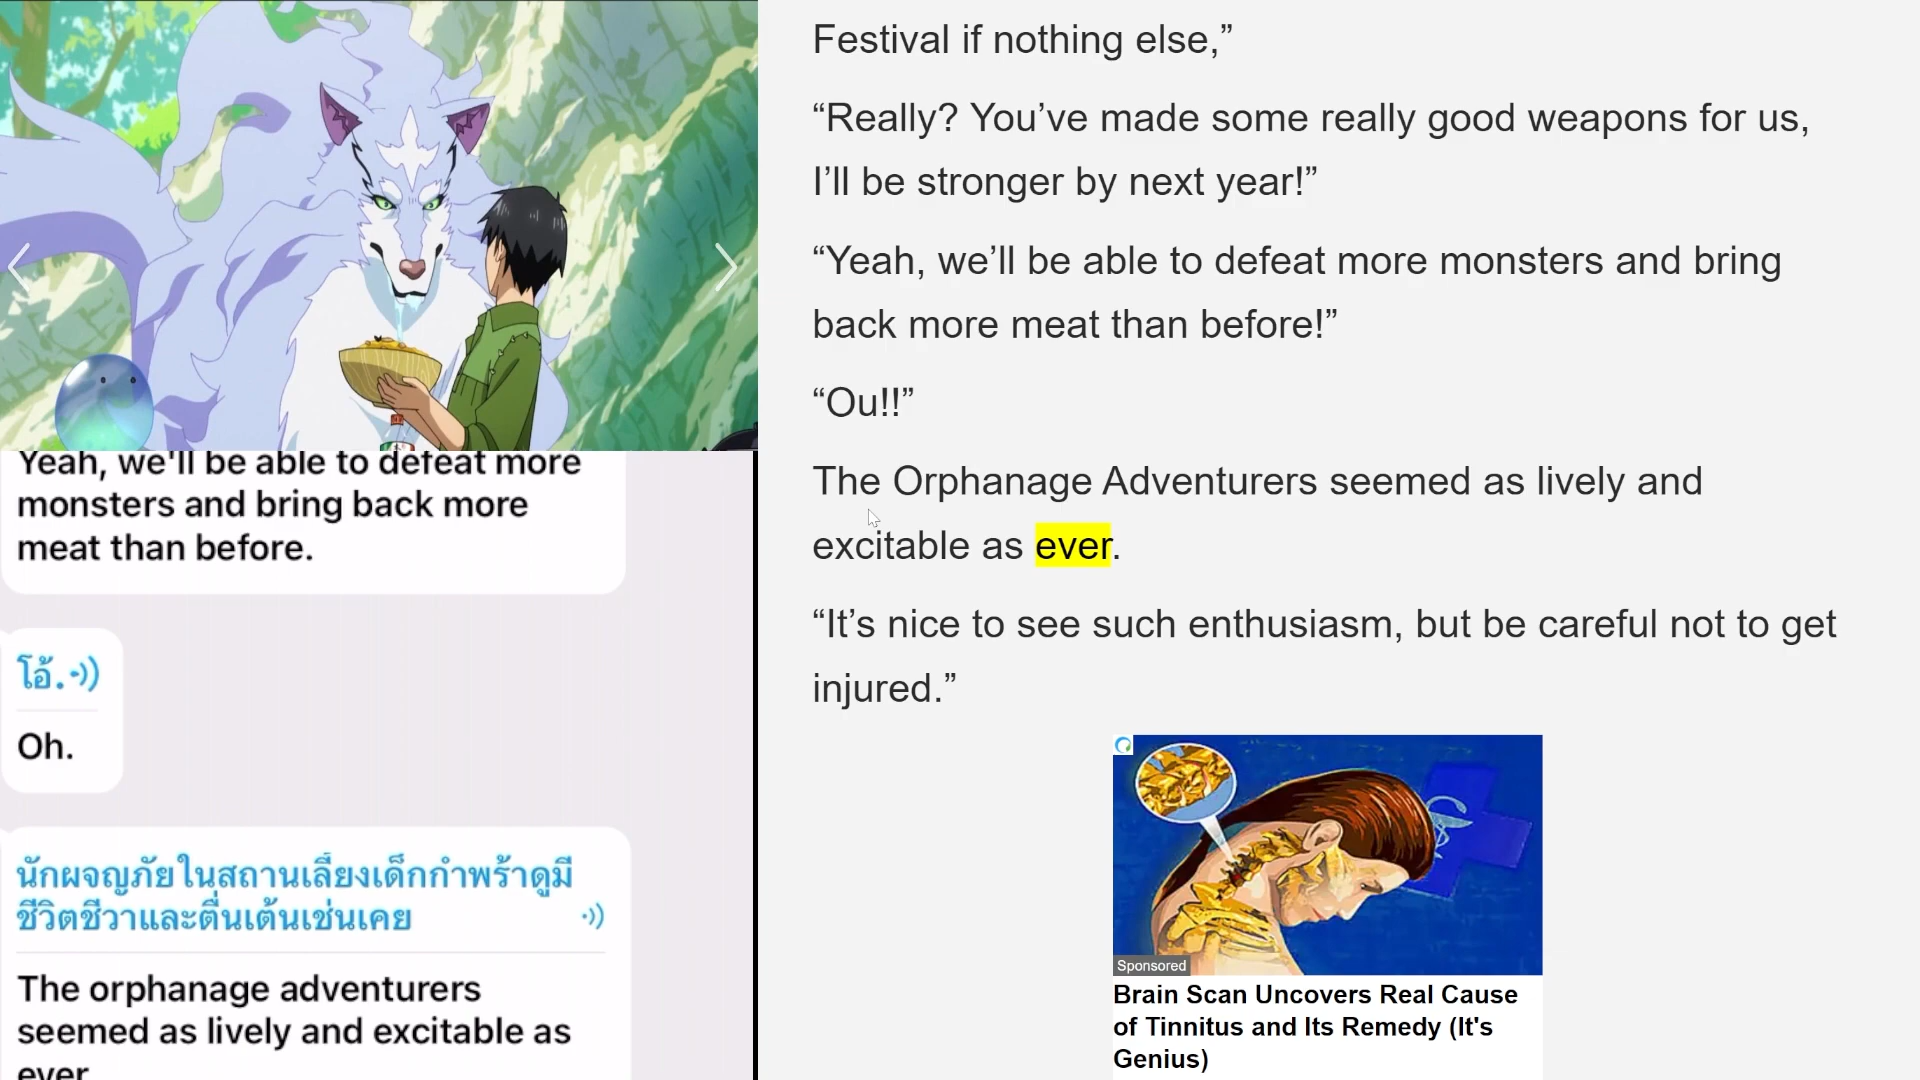 Festival if nothing else,”
“Really? You’ve made some really good weapons for us,
I’ll be stronger by next year!”
“Yeah, we’ll be able to defeat more monsters and bring
back more meat than before!”
“Ou!!”
The Orphanage Adventurers seemed as lively and
excitable as ever.
“It’s nice to see such enthusiasm, but be careful not to get
injured.”
Sponsored
Brain Scan Uncovers Real Cause
of Tinnitus and Its Remedy (It's
Genius)
Yeah, we'll be able to defeat more
monsters and bring back more
meat than before.
โอ้.
Oh.
นักผจญภัยในสถานเลี้ยงเด็กกำพร้าดูมี
ชีวิตชีวาและตื่นเต้นเช่นเคย
The orphanage adventurers
seemed as lively and excitable as
ever